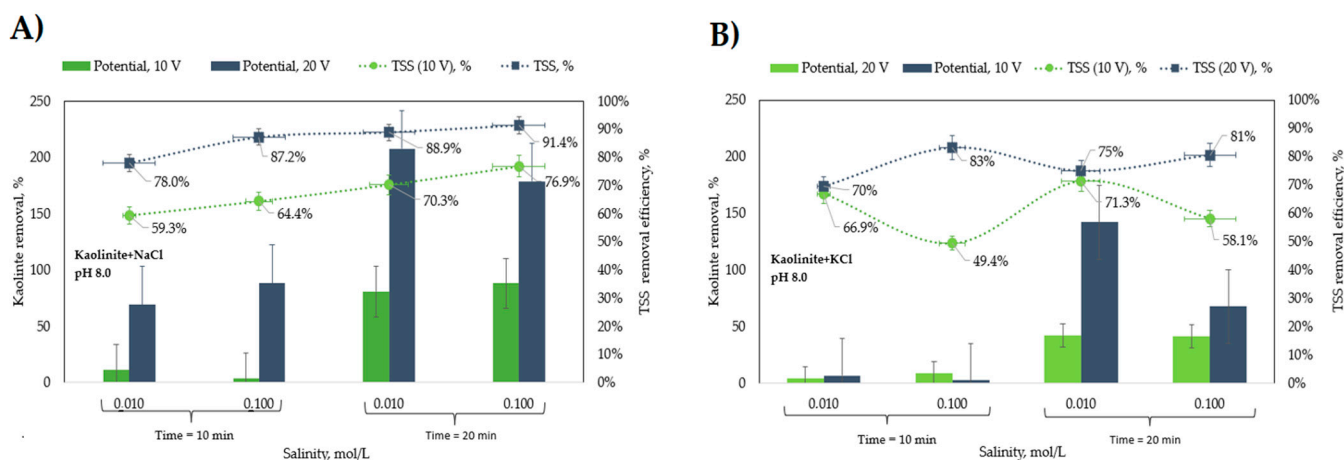 A)
Potential, 10 V Potential, 20 V TSS (10 V), % TSS, %
Kaolinte removal, %
250
200
150
100
50
0
100%
90%
80%
70%
60%
50%
40%
30%
20%
10%
0%
TSS removal efficiency, %
78.0%
87.2%
88.9%
91.4%
59.3%
64.4%
70.3%
76.9%
Kaolinite+NaCl
pH 8.0
0.010 0.100 0.010 0.100
Time = 10 min Time = 20 min
Salinity, mol/L
B)
Potential, 20 V Potential, 10 V TSS (10 V), % TSS (20 V), %
Kaolinite removal, %
250
200
150
100
50
0
100%
90%
80%
70%
60%
50%
40%
30%
20%
10%
0%
TSS removal efficiency, %
70%
83%
75%
81%
66.9%
49.4%
71.3%
58.1%
Kaolinite+KCl
pH 8.0
0.010 0.100 0.010 0.100
Time = 10 min Time = 20 min
Salinity, mol/L